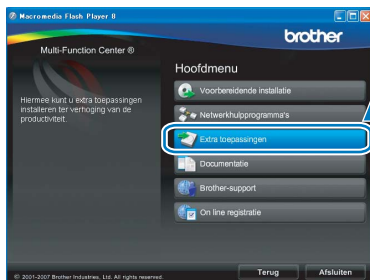 Macromedia Flash Player 8
brother
Multi-Function Center ®
Hoofdmenu
Hiermee kunt u extra toepassingen
installeren ter verhoging van de
productiviteit.
Voorbereidende installatie
Netwerkhulpprogramma's
Extra toepassingen
Documentatie
Brother-support
On line registratie
© 2001-2007 Brother Industries, Ltd. All rights reserved.
Terug
Afsluiten